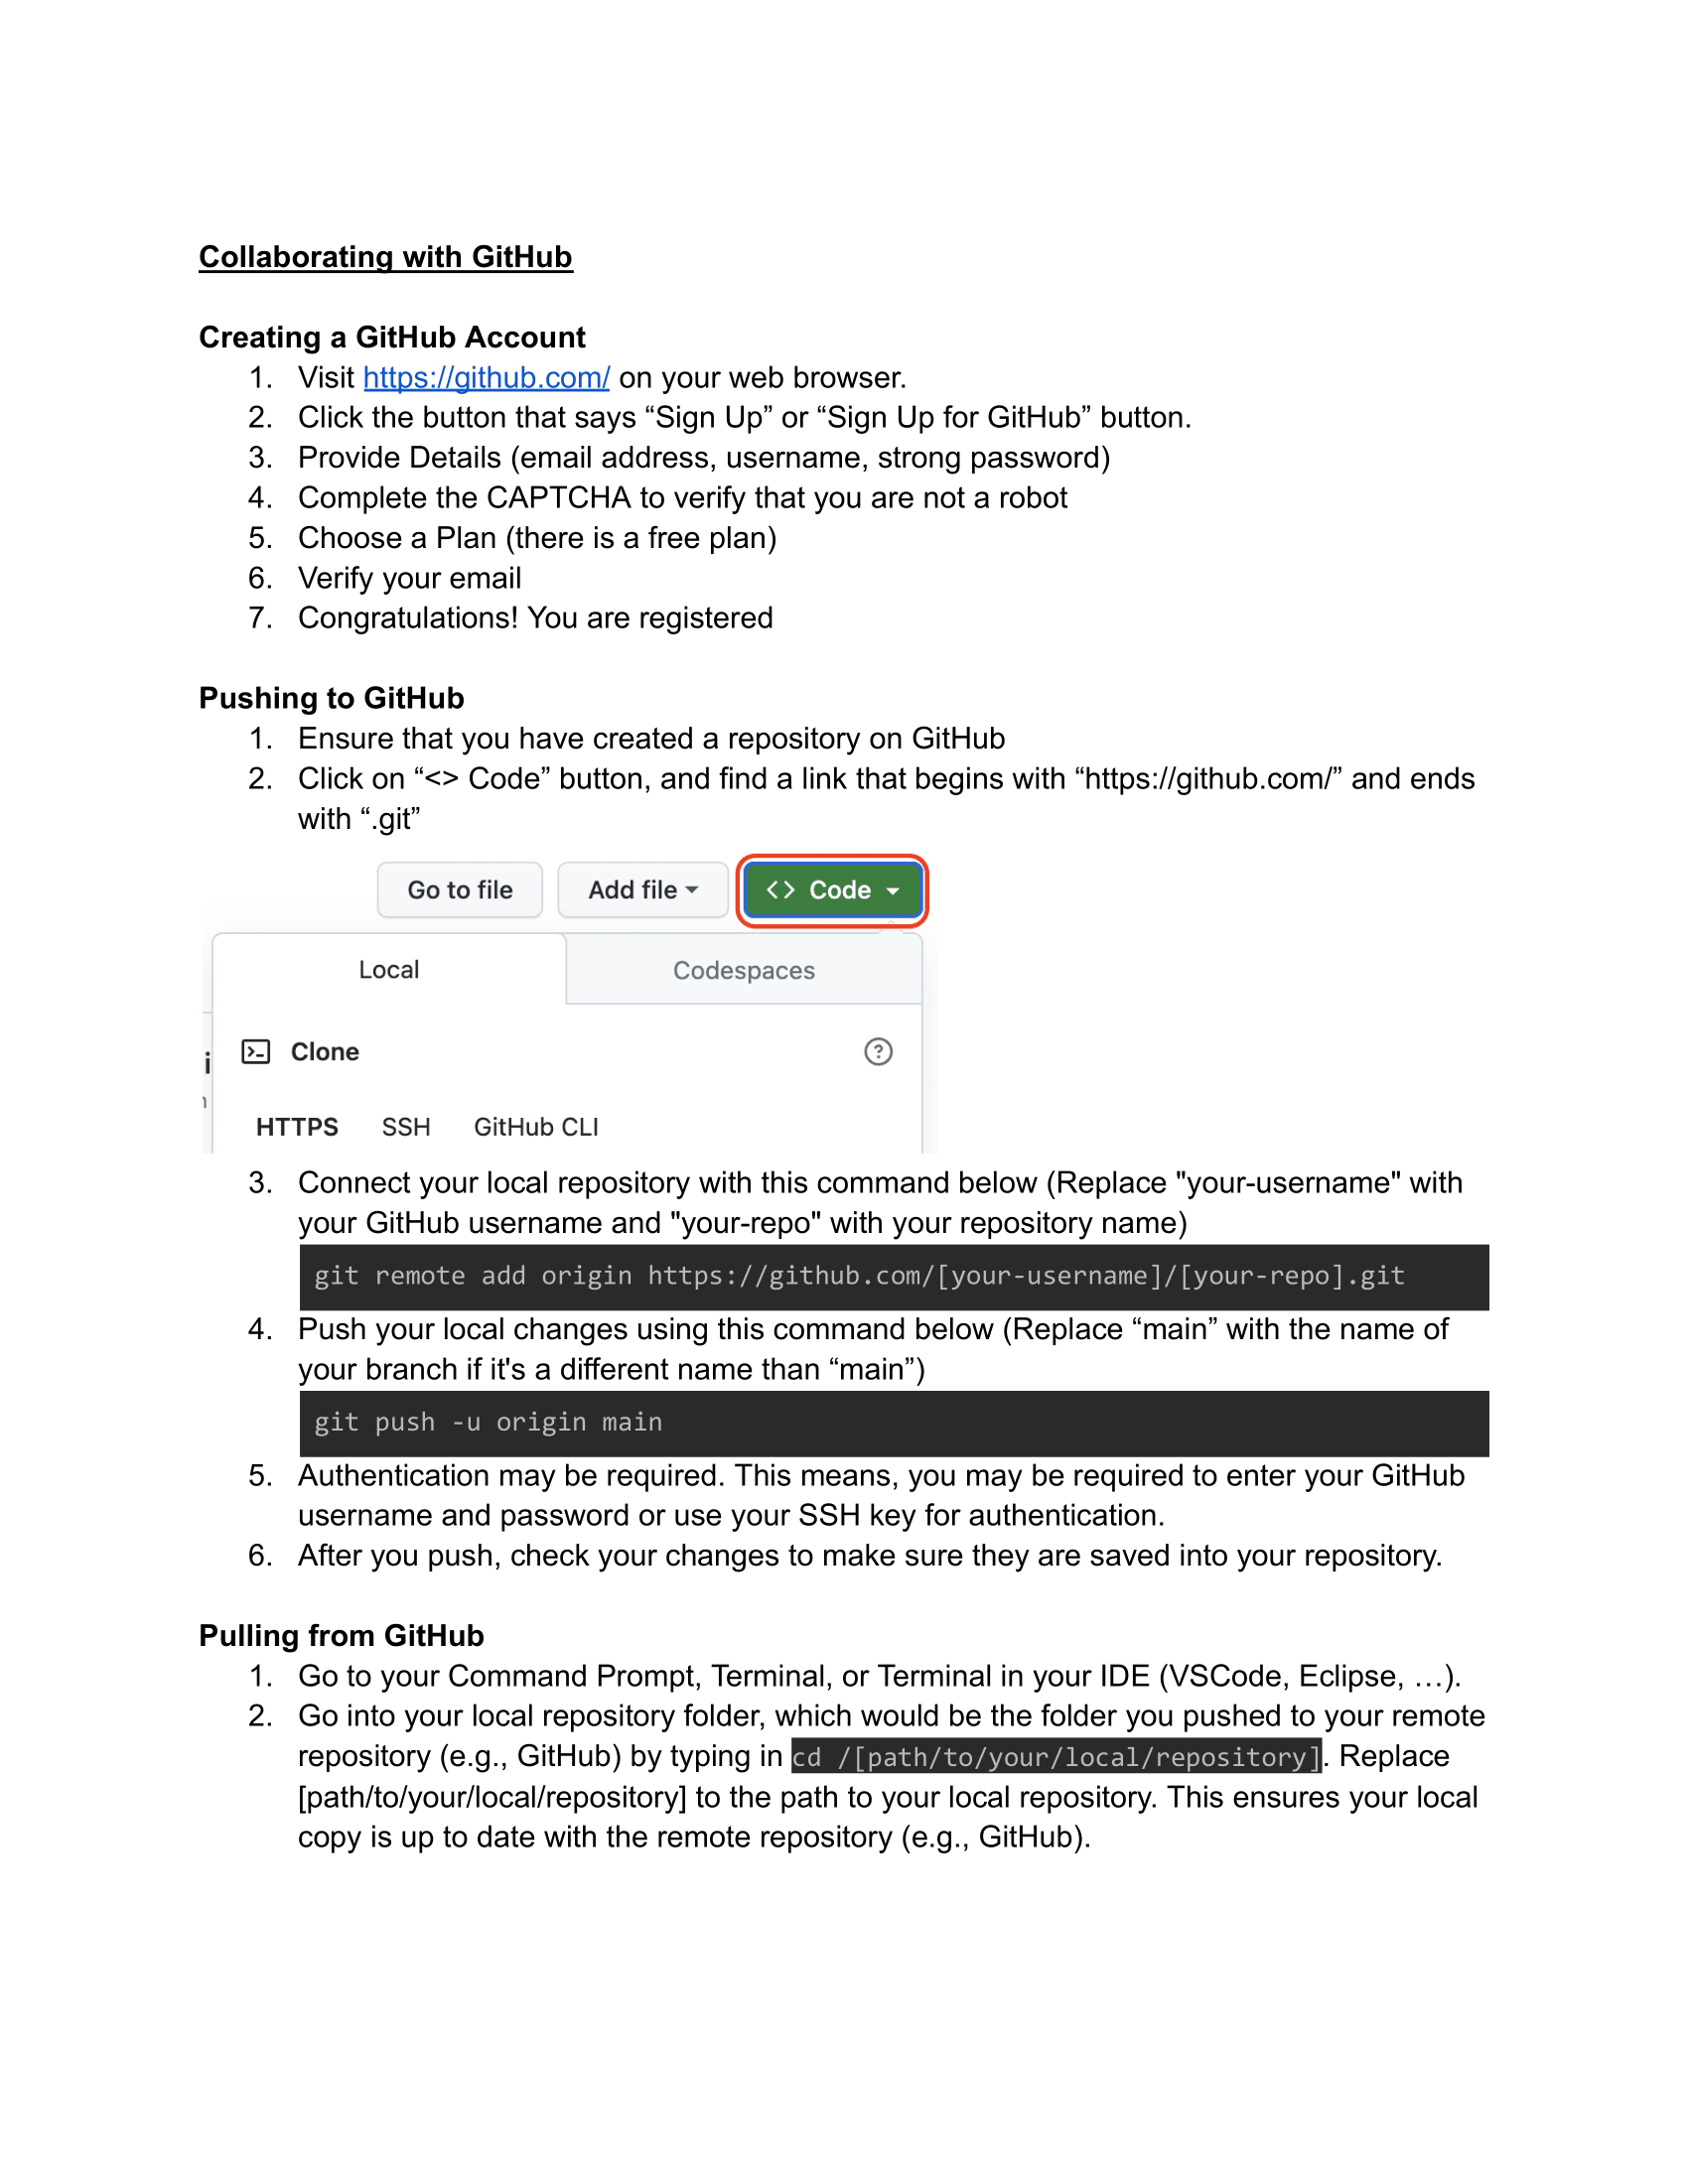 Collaborating with GitHub
Creating a GitHub Account
1. Visit https://github.com/ on your web browser.
2. Click the button that says “Sign Up” or “Sign Up for GitHub” button.
3. Provide Details (email address, username, strong password)
4. Complete the CAPTCHA to verify that you are not a robot
5. Choose a Plan (there is a free plan)
6. Verify your email
7. Congratulations! You are registered
Pushing to GitHub
1. Ensure that you have created a repository on GitHub
2. Click on “<> Code” button, and find a link that begins with “https://github.com/” and ends
with “.git”
Go to file Add file <> Code
Local Codespaces
Clone
HTTPS SSH GitHub CLI
3. Connect your local repository with this command below (Replace "your-username" with
your GitHub username and "your-repo" with your repository name)
git remote add origin https://github.com/[your-username]/[your-repo].git
4. Push your local changes using this command below (Replace “main” with the name of
your branch if it's a different name than “main”)
git push -u origin main
5. Authentication may be required. This means, you may be required to enter your GitHub
username and password or use your SSH key for authentication.
6. After you push, check your changes to make sure they are saved into your repository.
Pulling from GitHub
1. Go to your Command Prompt, Terminal, or Terminal in your IDE (VSCode, Eclipse, …).
2. Go into your local repository folder, which would be the folder you pushed to your remote
repository (e.g., GitHub) by typing in cd /[path/to/your/local/repository]. Replace
[path/to/your/local/repository] to the path to your local repository. This ensures your local
copy is up to date with the remote repository (e.g., GitHub).